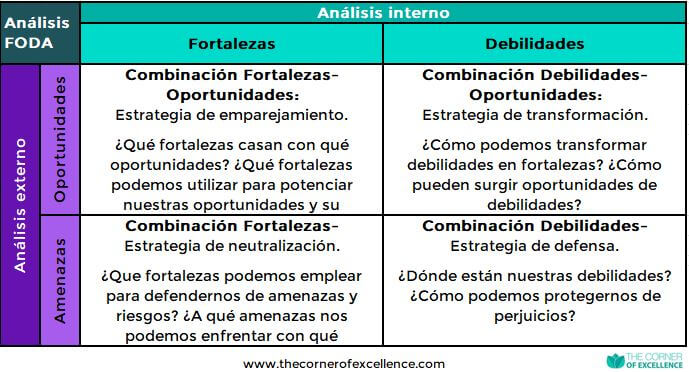 Análisis
FODA
Análisis interno
Fortalezas
Debilidades
Análisis externo
Oportunidades
Combinación Fortalezas–
Oportunidades:
Estrategia de emparejamiento.
¿Qué fortalezas casan con qué
oportunidades? ¿Qué fortalezas
podemos utilizar para potenciar
nuestras oportunidades y su
Combinación Debilidades–
Oportunidades:
Estrategia de transformación.
¿Cómo podemos transformar
debilidades en fortalezas? ¿Cómo
pueden surgir oportunidades de
debilidades?
Amenazas
Combinación Fortalezas–
Estrategia de neutralización.
¿Que fortalezas podemos emplear
para defendernos de amenazas y
riesgos? ¿A qué amenazas nos
podemos enfrentar con qué
Combinación Debilidades–
Estrategia de defensa.
¿Dónde están nuestras debilidades?
¿Cómo podemos protegernos de
perjuicios?
www.thecornerofexcellence.com
THE CORNER
OF EXCELLENCE